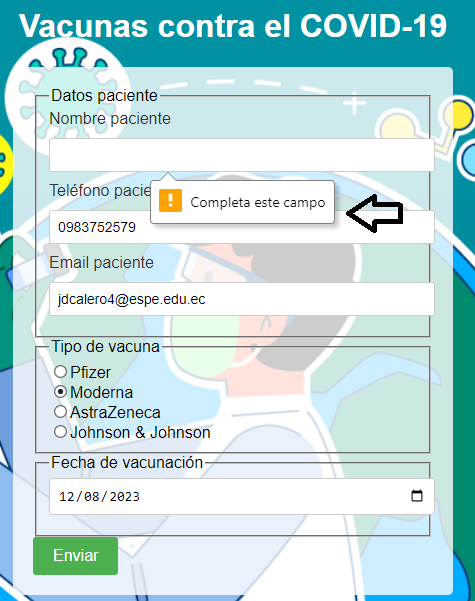 Vacunas contra el COVID-19
Datos paciente
Nombre paciente
Teléfono pacie
Completa este campo
0983752579
Email paciente
jdcalero4@espe.edu.ec
Tipo de vacuna
Pfizer
Moderna
AstraZeneca
Johnson & Johnson
Fecha de vacunación
12/08/2023
Enviar